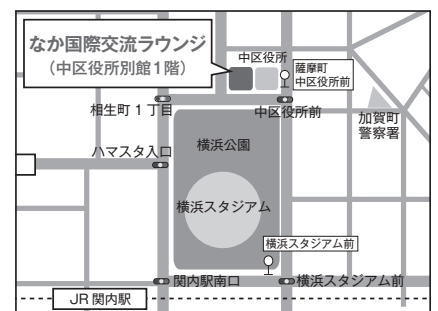 なか国際交流ラウンジ
（中区役所別館1階）
中区役所
薩摩町
中区役所前
相生町１丁目
中区役所前
加賀町
警察署
ハマスタ入口
横浜公園
横浜スタジアム
横浜スタジアム前
関内駅南口
横浜スタジアム前
JR関内駅